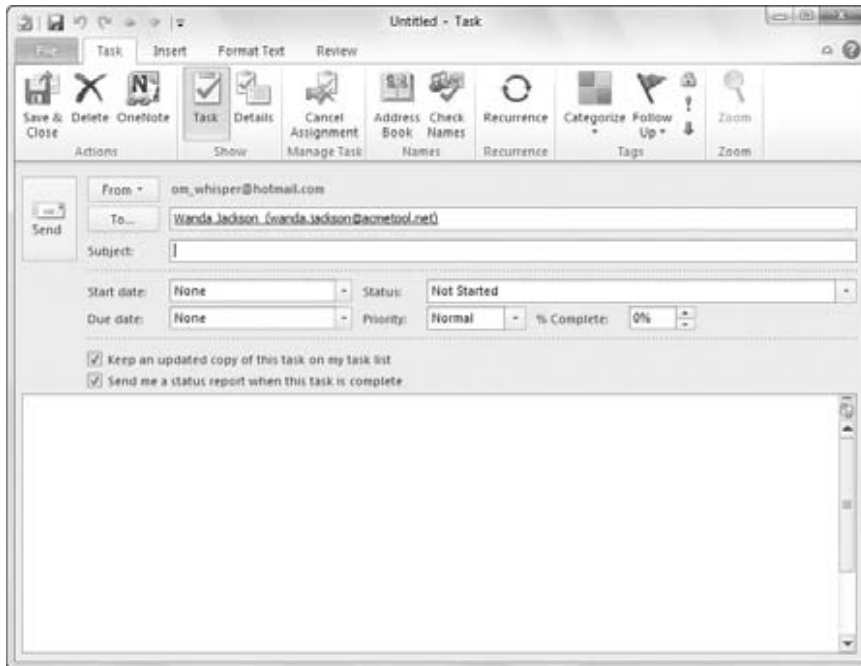 Untitled - Task
File Task Insert Format Text Review
Save & Close Delete OneNote Task Details Cancel Assignment Address Book Check Names Recurrence Categorize Follow Up Zoom
Actions Show Manage Task Names Recurrence Tags Zoom
From om_whisper@hotmail.com
Send
To... Wanda Jackson (wanda.jackson@acmetool.net)
Subject:
Start date: None Status: Not Started
Due date: None Priority: Normal % Complete: 0%
Keep an updated copy of this task on my task list
Send me a status report when this task is complete